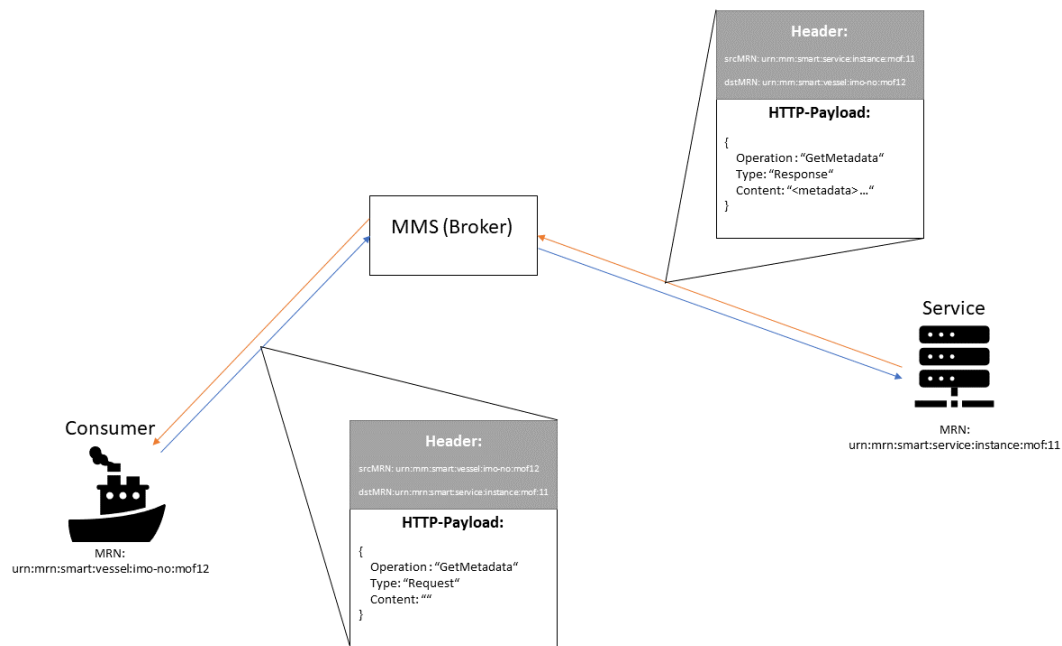 Header:
srcMRN: urn:mrn:smart:service:instance:mof:11
dstMRN: urn:mrn:smart:vessel:imo-no:mof12
HTTP-Payload:
{
Operation : “GetMetadata“
Type: “Response“
Content: “<metadata>...“
}
MMS (Broker)
Service
MRN:
urn:mrn:smart:service:instance:mof:11
Consumer
MRN:
urn:mrn:smart:vessel:imo-no:mof12
Header:
srcMRN: urn:mrn:smart:vessel:imo-no:mof12
dstMRN:urn:mrn:smart:service:instance:mof:11
HTTP-Payload:
{
Operation : “GetMetadata“
Type: “Request“
Content: ““
}